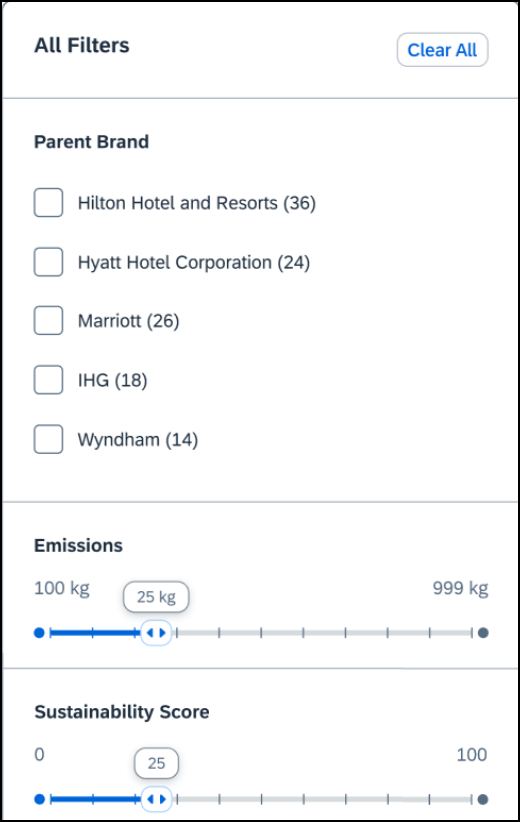 All Filters
Clear All
Parent Brand
Hilton Hotel and Resorts (36)
Hyatt Hotel Corporation (24)
Marriott (26)
IHG (18)
Wyndham (14)
Emissions
100 kg 25 kg 999 kg
Sustainability Score
0 25 100